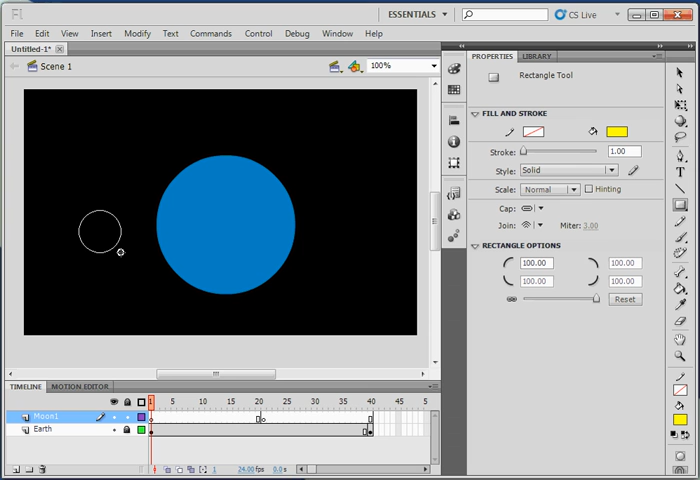 Fl
ESSENTIALS
CS Live
File Edit View Insert Modify Text Commands Control Debug Window Help
Untitled-1*
Scene 1
100%
PROPERTIES LIBRARY
Rectangle Tool
FILL AND STROKE
Stroke: 1.00
Style: Solid
Scale: Normal Hinting
Cap:
Join: Miter: 3.00
RECTANGLE OPTIONS
100.00 100.00
100.00 100.00
Reset
TIMELINE MOTION EDITOR
1 5 10 15 20 25 30 35 40 45 5
Moon1
Earth
1 24.00 fps 0.0 s